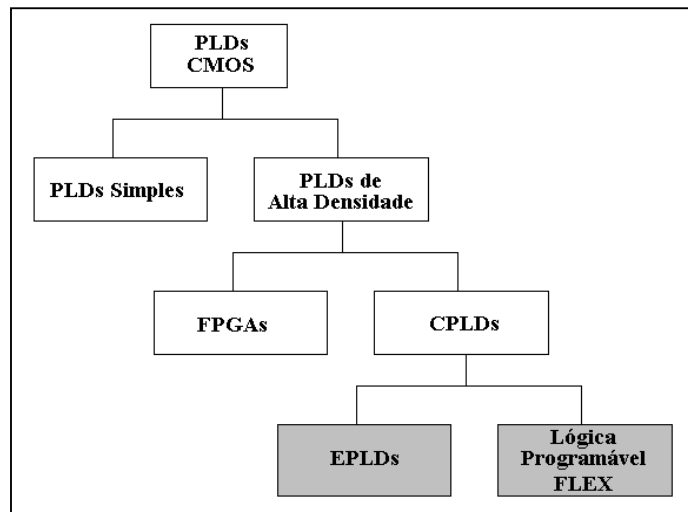 PLDs
CMOS
PLDs Simples
PLDs de
Alta Densidade
FPGAs
CPLDs
EPLDs
Lógica
Programável
FLEX